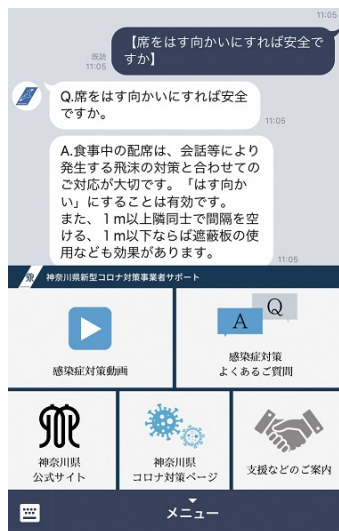 11:05
【席をはす向かいにすれば安全で
すか】
既読
11:05
Q.席をはす向かいにすれば安全
ですか。
11:05
A.食事中の配席は、会話等により
発生する飛沫の対策と合わせての
ご対応が大切です。「はす向か
い」にすることは有効です。
また、１m以上隣同士で間隔を空
ける、１m以下ならば遮蔽板の使
用なども効果があります。
11:05
神奈川県新型コロナ対策事業者サポート
感染症対策動画
A Q
感染症対策
よくあるご質問
神奈川県
公式サイト
神奈川県
コロナ対策ページ
支援などのご案内
メニュー